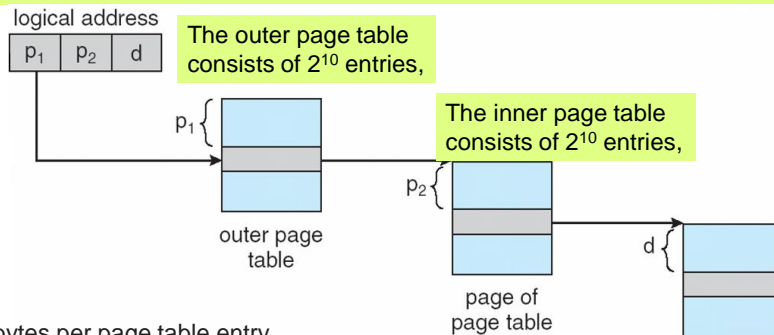 logical address
p₁ p₂ d
The outer page table
consists of 2¹⁰ entries,
p₁
The inner page table
consists of 2¹⁰ entries,
p₂
outer page
table
d
page of
page table
bytes per page table entry